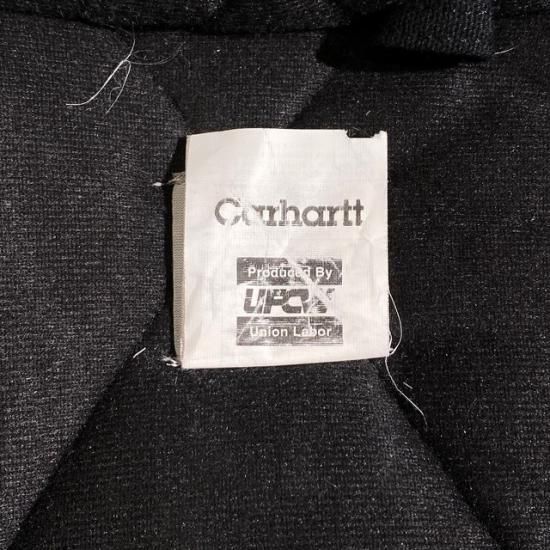 Carhartt
Produced By
UFCW
Union Labor